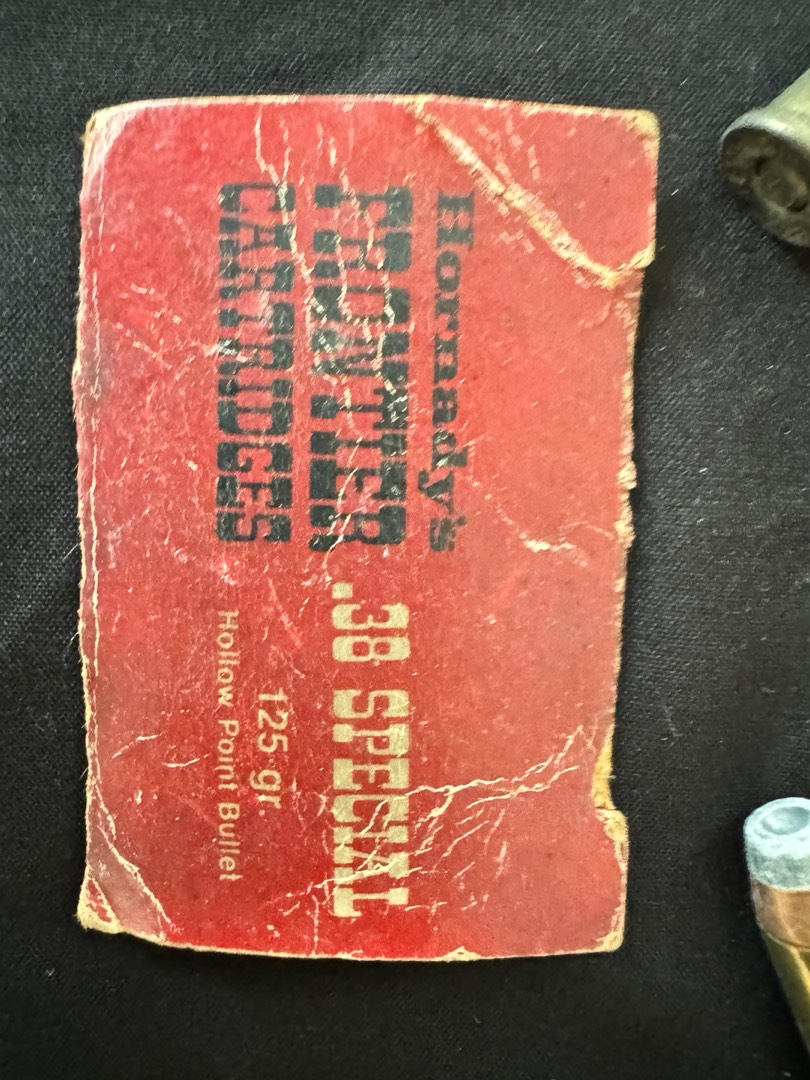 Hornady's
FRONTIER .38 SPECIAL
CARTRIDGES 125 gr.
Hollow Point Bullet